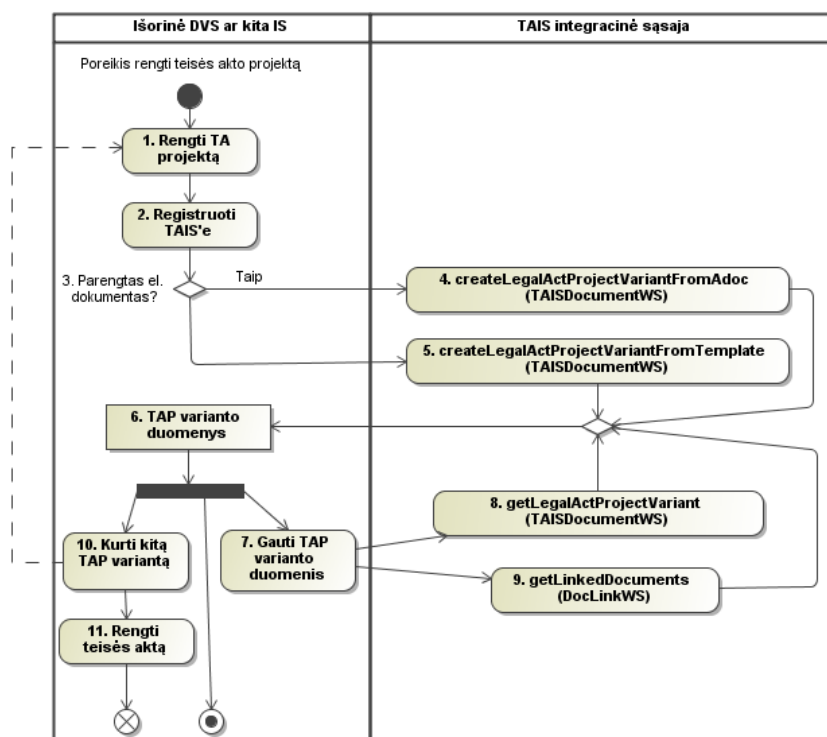 Išorinė DVS ar kita IS
TAIS integracinė sąsaja
Poreikis rengti teisės akto projektą
1. Rengti TA
projektą
2. Registruoti
TAIS'e
3. Parengtas el.
dokumentas?
Taip
4. createLegalActProjectVariantFromAdoc
(TAISDocumentWS)
5. createLegalActProjectVariantFromTemplate
(TAISDocumentWS)
6. TAP varianto
duomenys
8. getLegalActProjectVariant
(TAISDocumentWS)
10. Kurti kitą
TAP variantą
7. Gauti TAP
varianto
duomenis
9. getLinkedDocuments
(DocLinkWS)
11. Rengti
teisės aktą